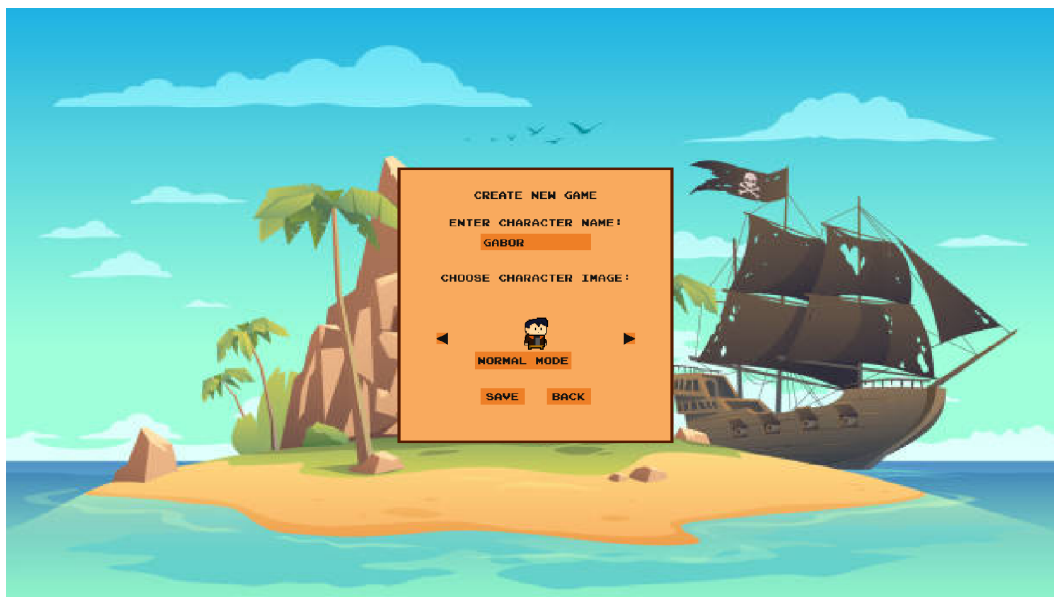 CREATE NEW GAME
ENTER CHARACTER NAME:
GABOR
CHOOSE CHARACTER IMAGE:
NORMAL MODE
SAVE BACK